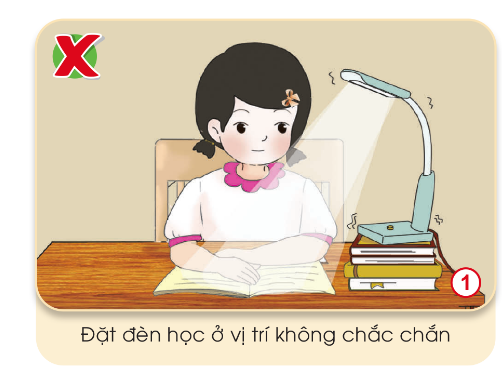 1
Đặt đèn học ở vị trí không chắc chắn